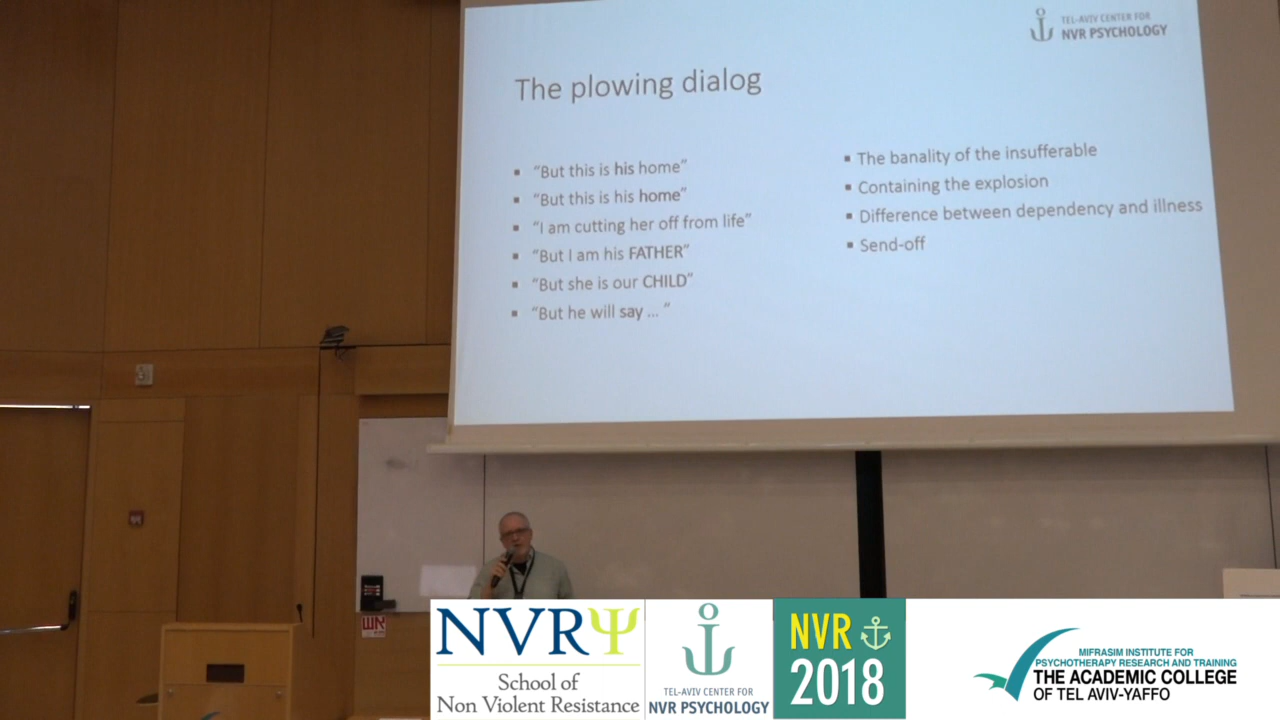 TEL-AVIV CENTER FOR
NVR PSYCHOLOGY
The plowing dialog
“But this is his home”
“But this is his home”
“I am cutting her off from life”
“But I am his FATHER”
“But she is our CHILD”
“But he will say ... ”
The banality of the insufferable
Containing the explosion
Difference between dependency and illness
Send-off
אש
NVRΨ
School of
Non Violent Resistance
TEL-AVIV CENTER FOR
NVR PSYCHOLOGY
NVR
2018
MIFRASIM INSTITUTE FOR
PSYCHOTHERAPY RESEARCH AND TRAINING
THE ACADEMIC COLLEGE
OF TEL AVIV-YAFFO